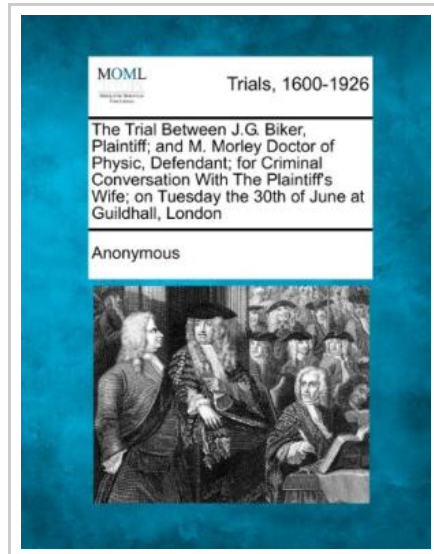 MOML
Trials, 1600-1926
The Trial Between J.G. Biker,
Plaintiff; and M. Morley Doctor of
Physic, Defendant; for Criminal
Conversation With The Plaintiff's
Wife; on Tuesday the 30th of June at
Guildhall, London
Anonymous